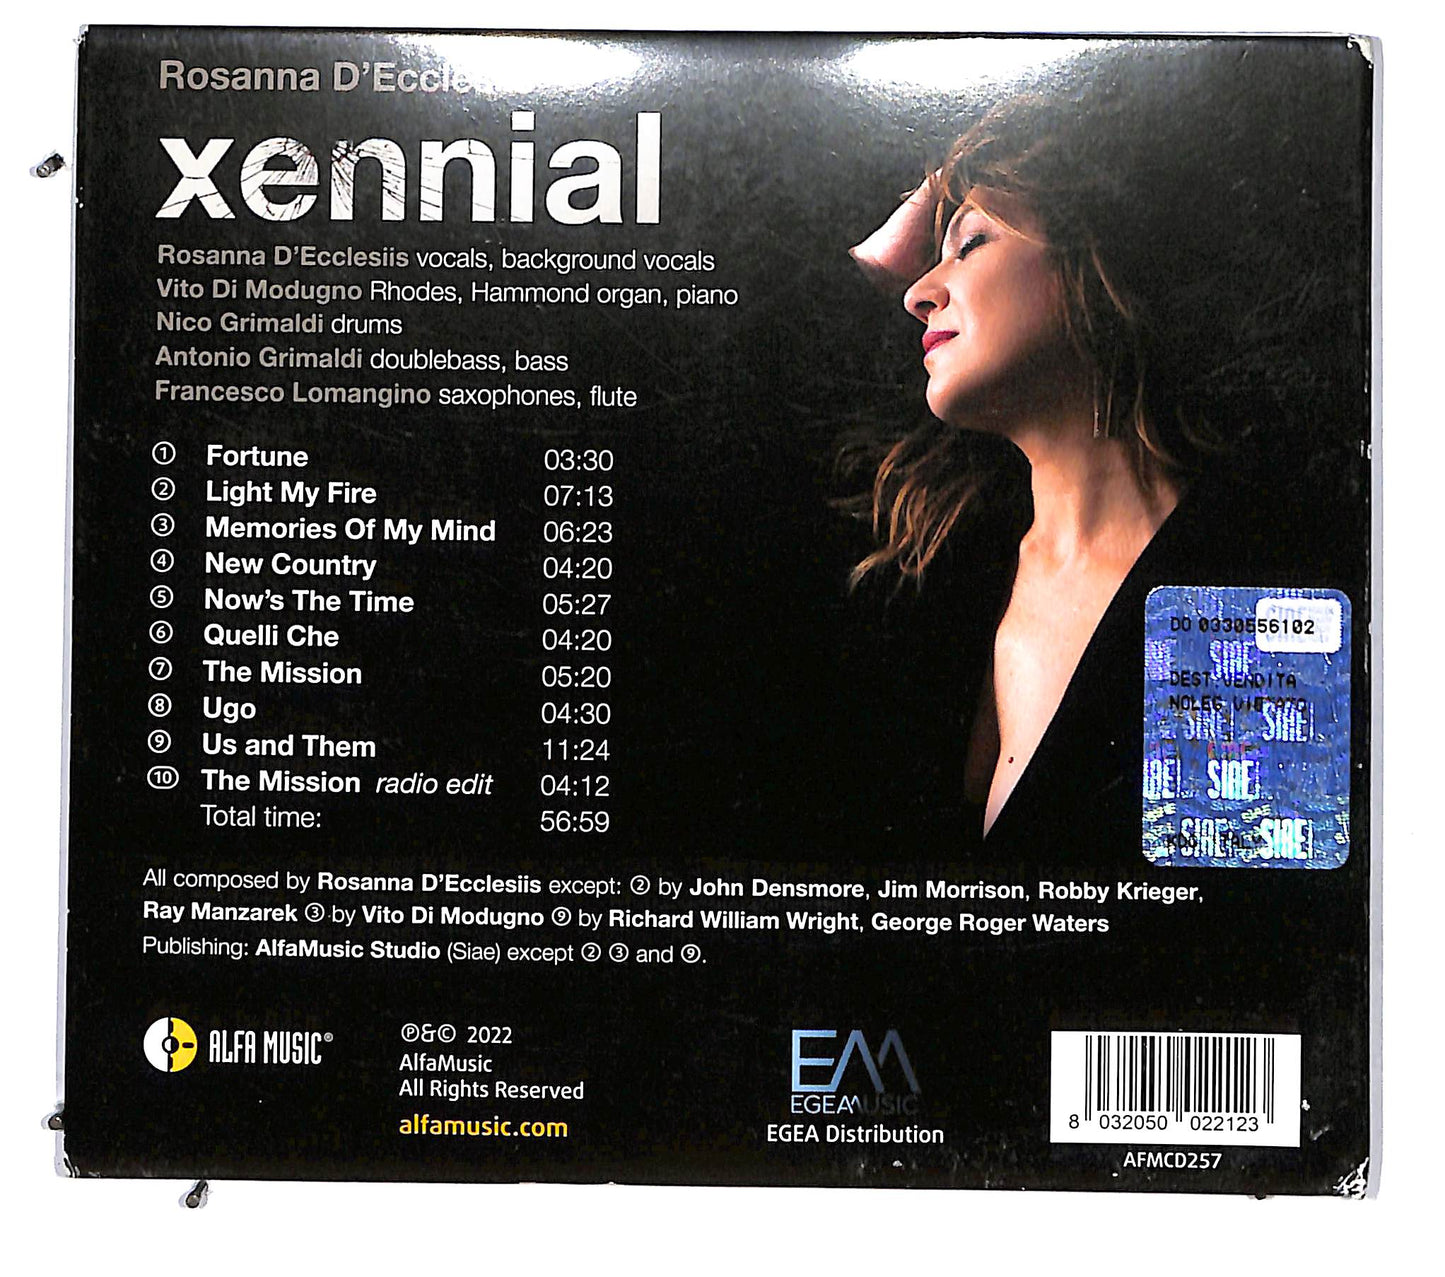 Rosanna D'Eccle
xennial
Rosanna D'Ecclesiis vocals, background vocals
Vito Di Modugno Rhodes, Hammond organ, piano
Nico Grimaldi drums
Antonio Grimaldi doublebass, bass
Francesco Lomangino saxophones, flute
① Fortune 03:30
② Light My Fire 07:13
③ Memories Of My Mind 06:23
④ New Country 04:20
⑤ Now's The Time 05:27
⑥ Quelli Che 04:20
⑦ The Mission 05:20
⑧ Ugo 04:30
⑨ Us and Them 11:24
⑩ The Mission radio edit 04:12
Total time: 56:59
DO 0330556102
DEST VENDITA
NOLEG
SIAE
All composed by Rosanna D'Ecclesiis except: ② by John Densmore, Jim Morrison, Robby Krieger,
Ray Manzarek ③ by Vito Di Modugno ⑨ by Richard William Wright, George Roger Waters
Publishing: AlfaMusic Studio (Siae) except ② ③ and ⑨.
ALFA MUSIC®
℗&© 2022
AlfaMusic
All Rights Reserved
alfamusic.com
EM
EGEAMUSIC
EGEA Distribution
8 032050 022123
AFMCD257